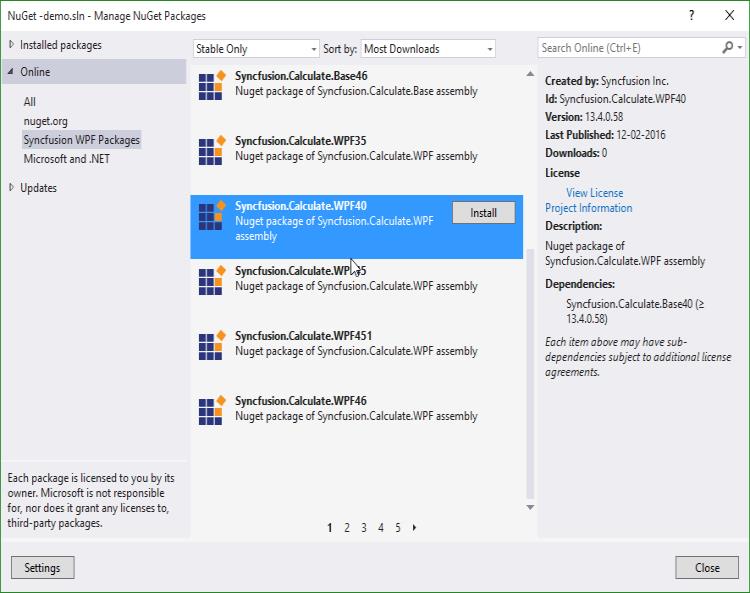 NuGet -demo.sln - Manage NuGet Packages
?
Installed packages
Online
All
nuget.org
Syncfusion WPF Packages
Microsoft and .NET
Updates
Each package is licensed to you by its
owner. Microsoft is not responsible
for, nor does it grant any licenses to,
third-party packages.
Stable Only
Sort by: Most Downloads
Syncfusion.Calculate.Base46
Nuget package of Syncfusion.Calculate.Base assembly
Syncfusion.Calculate.WPF35
Nuget package of Syncfusion.Calculate.WPF assembly
Syncfusion.Calculate.WPF40
Nuget package of Syncfusion.Calculate.WPF
assembly
Install
Nuget package of Syncfusion.Calculate.WPF assembly
Syncfusion.Calculate.WPF451
Nuget package of Syncfusion.Calculate.WPF assembly
Syncfusion.Calculate.WPF46
Nuget package of Syncfusion.Calculate.WPF assembly
1 2 3 4 5
Search Online (Ctrl+E)
Created by: Syncfusion Inc.
Id: Syncfusion.Calculate.WPF40
Version: 13.4.0.58
Last Published: 12-02-2016
Downloads: 0
License
View License
Project Information
Description:
Nuget package of
Syncfusion.Calculate.WPF assembly
Dependencies:
Syncfusion.Calculate.Base40 (≥
13.4.0.58)
Each item above may have sub-
dependencies subject to additional license
agreements.
Settings
Close